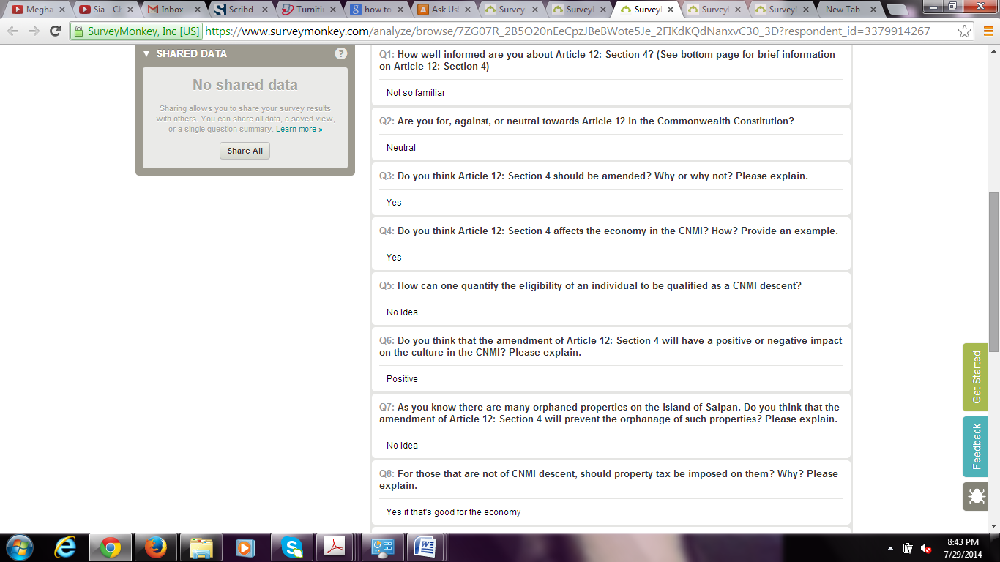 Megha
Sia - Ch
Inbox -
Scribd
Turnitin
how to
Ask Us!
Survey
Survey
Survey
Survey
Survey
New Tab
SurveyMonkey, Inc [US]
https://www.surveymonkey.com/analyze/browse/7ZG07R_2B5O20nEeCpzJBeBWote5Je_2FIKdKQdNanxvC30_3D?respondent_id=3379914267
SHARED DATA
?
No shared data
Sharing allows you to share your survey results
with others. You can share all data, a saved view,
or a single question summary. Learn more »
Share All
Q1: How well informed are you about Article 12: Section 4? (See bottom page for brief information
on Article 12: Section 4)
Not so familiar
Q2: Are you for, against, or neutral towards Article 12 in the Commonwealth Constitution?
Neutral
Q3: Do you think Article 12: Section 4 should be amended? Why or why not? Please explain.
Yes
Q4: Do you think Article 12: Section 4 affects the economy in the CNMI? How? Provide an example.
Yes
Q5: How can one quantify the eligibility of an individual to be qualified as a CNMI descent?
No idea
Q6: Do you think that the amendment of Article 12: Section 4 will have a positive or negative impact
on the culture in the CNMI? Please explain.
Positive
Q7: As you know there are many orphaned properties on the island of Saipan. Do you think that the
amendment of Article 12: Section 4 will prevent the orphanage of such properties? Please explain.
No idea
Q8: For those that are not of CNMI descent, should property tax be imposed on them? Why? Please
explain.
Yes if that's good for the economy
Get Started
Feedback
8:43 PM
7/29/2014